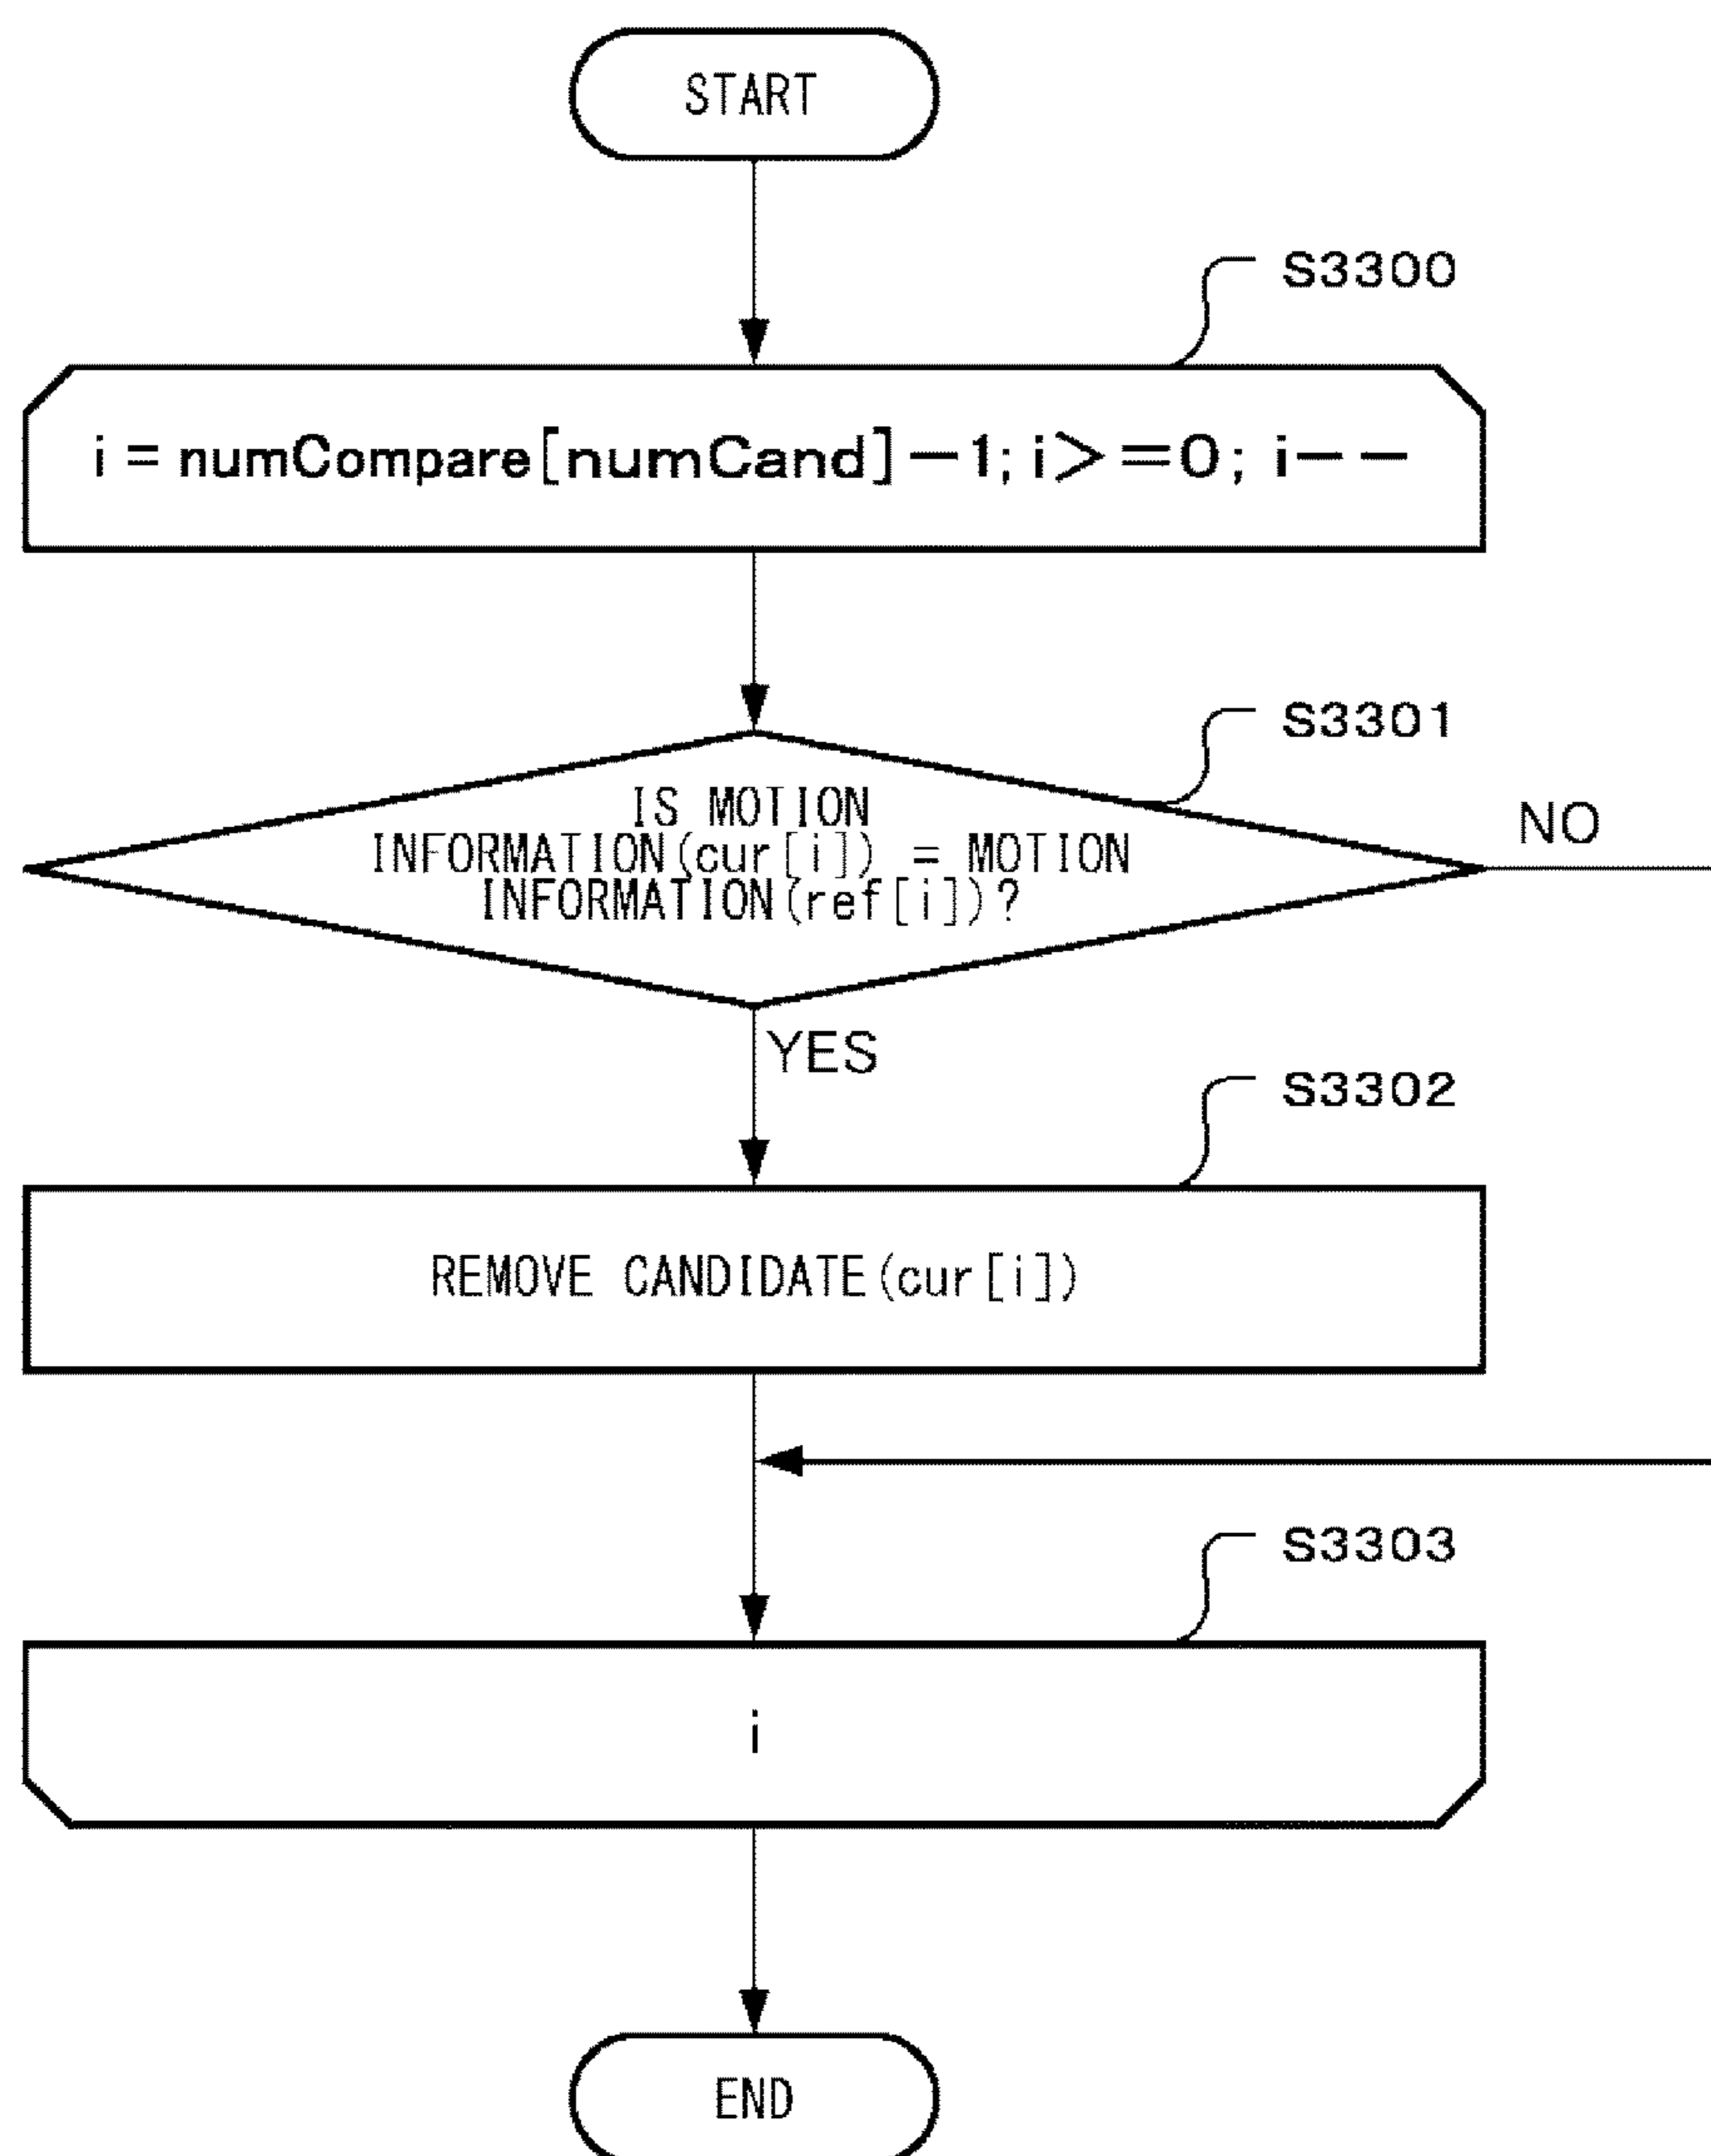 START
S3300
i = numCompare[numCand]-1; i>=0; i--
S3301
IS MOTION
INFORMATION(cur[i]) = MOTION
INFORMATION(ref[i])?
NO
YES
S3302
REMOVE CANDIDATE(cur[i])
S3303
i
END